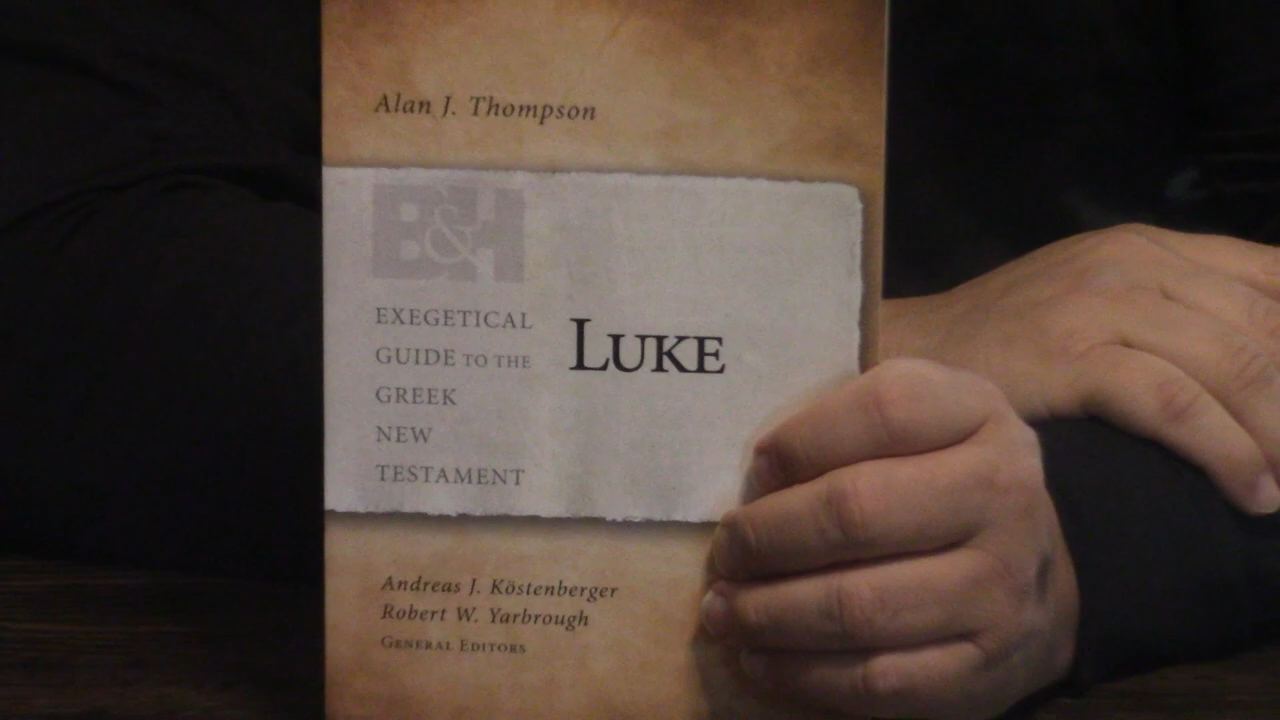 Alan J. Thompson
B&H
EXEGETICAL
GUIDE TO THE
GREEK
NEW
TESTAMENT
LUKE
Andreas J. Köstenberger
Robert W. Yarbrough
GENERAL EDITORS